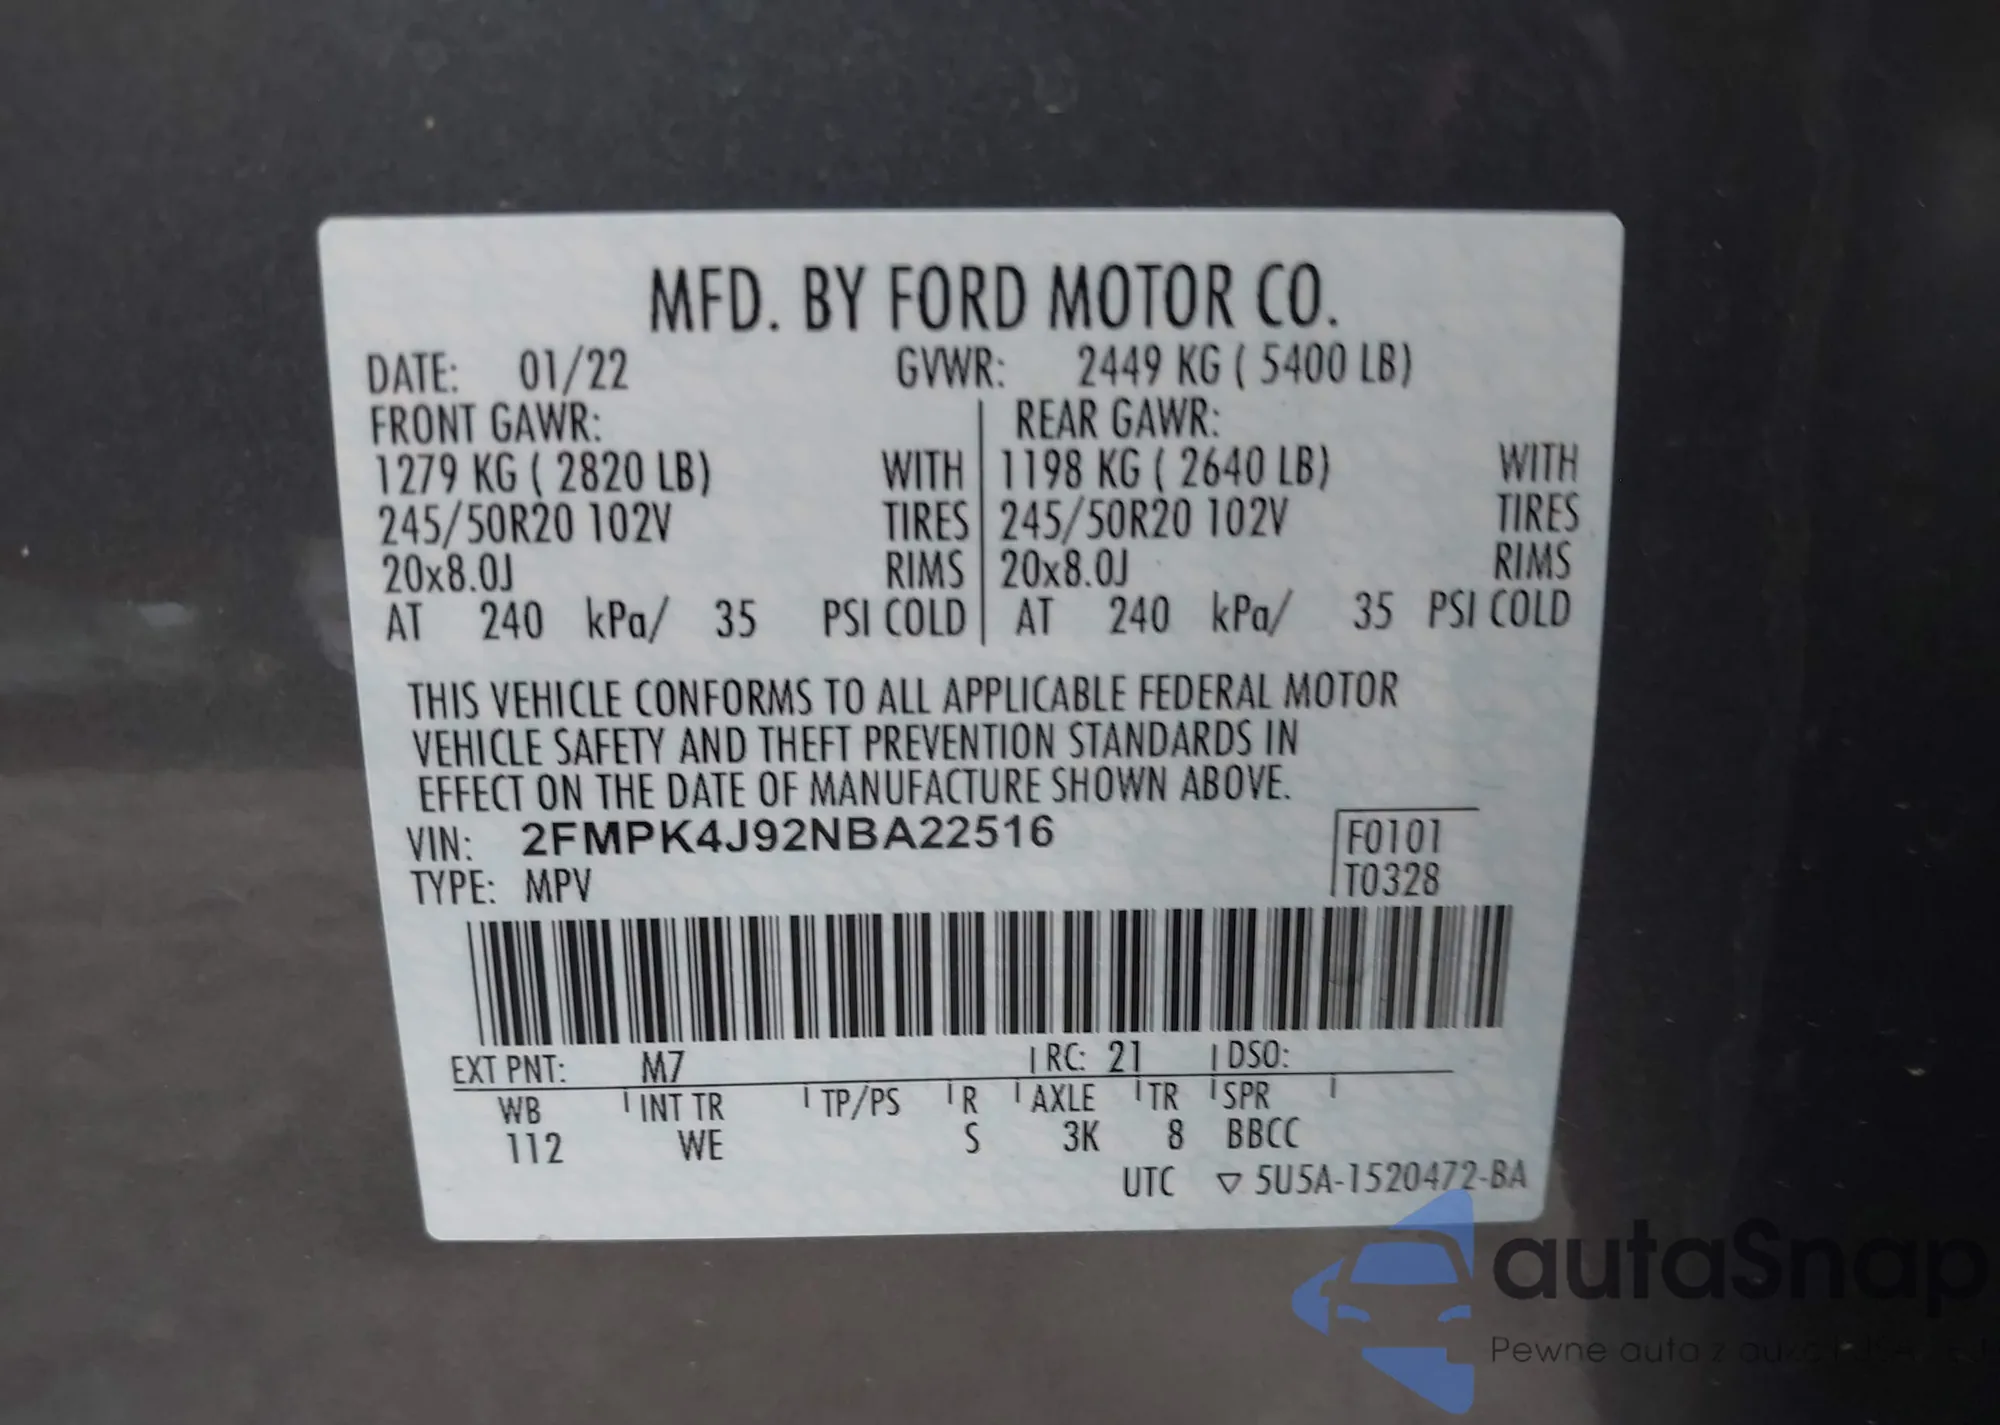 MFD. BY FORD MOTOR CO.
DATE: 01/22 GVWR: 2449 KG ( 5400 LB)
FRONT GAWR: REAR GAWR:
1279 KG ( 2820 LB) WITH 1198 KG ( 2640 LB) WITH
245/50R20 102V TIRES 245/50R20 102V TIRES
20x8.0J RIMS 20x8.0J RIMS
AT 240 kPa/ 35 PSI COLD AT 240 kPa/ 35 PSI COLD
THIS VEHICLE CONFORMS TO ALL APPLICABLE FEDERAL MOTOR
VEHICLE SAFETY AND THEFT PREVENTION STANDARDS IN
EFFECT ON THE DATE OF MANUFACTURE SHOWN ABOVE.
VIN: 2FMPK4J92NBA22516 F0101
TYPE: MPV T0328
EXT PNT: M7 RC: 21 DSO:
WB INT TR TP/PS R AXLE TR SPR
112 WE S 3K 8 BBCC
UTC ▽ 5U5A-1520472-BA
autaSnap
Pewne auto z